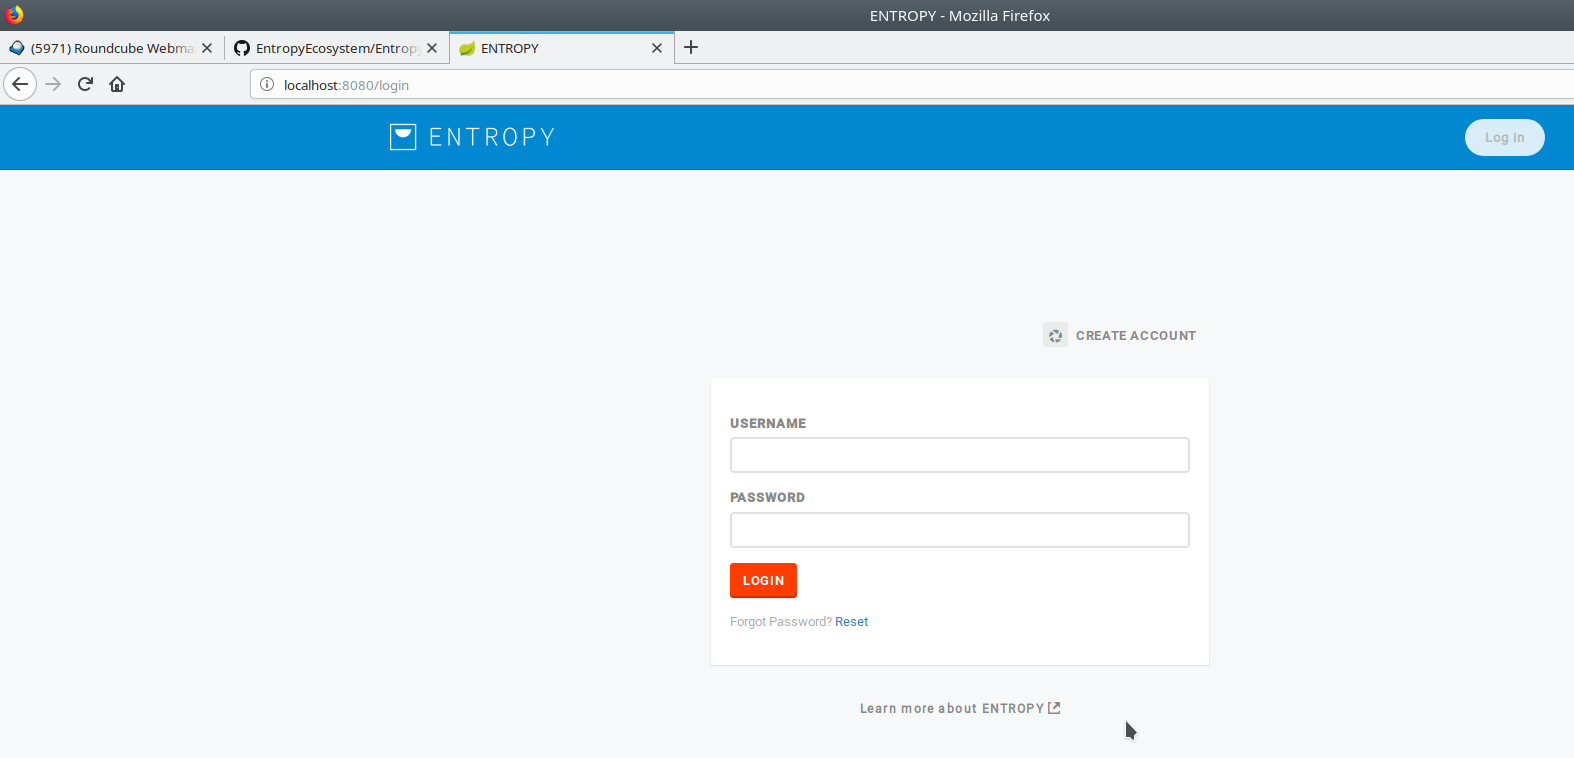 ENTROPY - Mozilla Firefox
(5971) Roundcube Webma
EntropyEcosystem/Entropy
ENTROPY
localhost:8080/login
ENTROPY
Log In
CREATE ACCOUNT
USERNAME
PASSWORD
LOGIN
Forgot Password? Reset
Learn more about ENTROPY